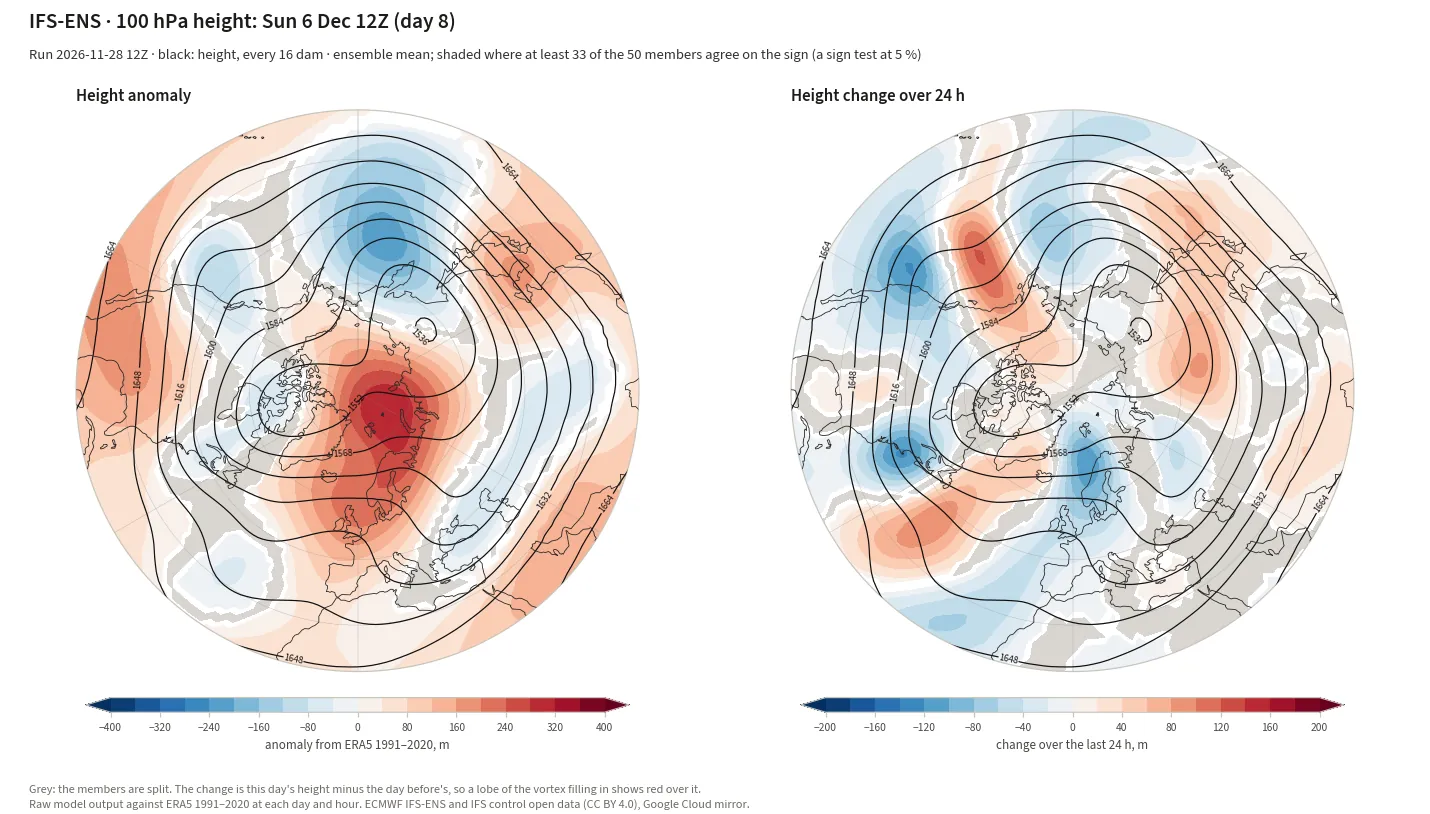 IFS-ENS · 100 hPa height: Sun 6 Dec 12Z (day 8)
Run 2026-11-28 12Z · black: height, every 16 dam · ensemble mean; shaded where at least 33 of the 50 members agree on the sign (a sign test at 5 %)
Height anomaly
Height change over 24 h
1664
1664
1584
1600
1536
1648
1616
1552
1568
1632
1664
1648
1664
1664
1584
1600
1536
1648
1616
1552
1568
1632
1664
1648
−400 −320 −240 −160 −80 0 80 160 240 320 400
anomaly from ERA5 1991–2020, m
−200 −160 −120 −80 −40 0 40 80 120 160 200
change over the last 24 h, m
Grey: the members are split. The change is this day's height minus the day before's, so a lobe of the vortex filling in shows red over it.
Raw model output against ERA5 1991–2020 at each day and hour. ECMWF IFS-ENS and IFS control open data (CC BY 4.0), Google Cloud mirror.